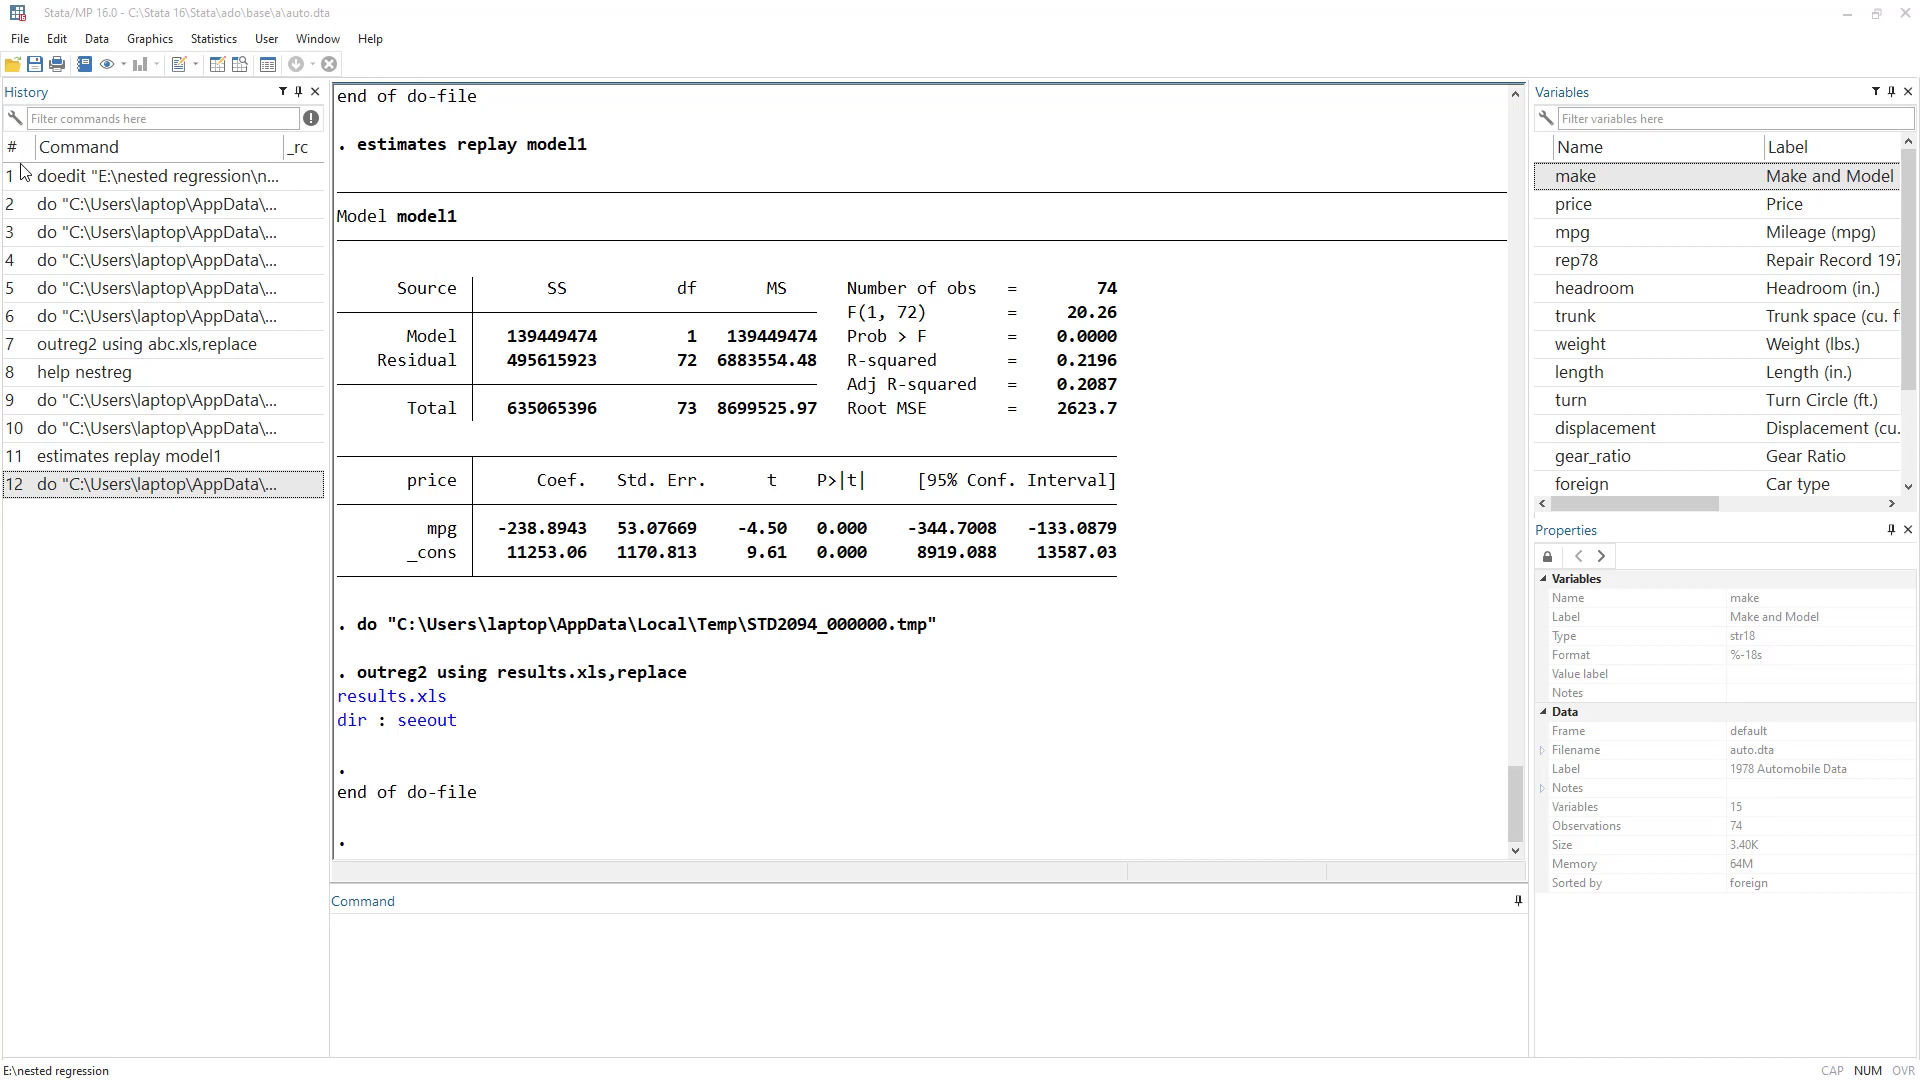 Stata/MP 16.0 - C:\Stata 16\Stata\ado\base\a\auto.dta
File Edit Data Graphics Statistics User Window Help
History
Filter commands here
# Command _rc
1 doedit "E:\nested regression\n...
2 do "C:\Users\laptop\AppData\...
3 do "C:\Users\laptop\AppData\...
4 do "C:\Users\laptop\AppData\...
5 do "C:\Users\laptop\AppData\...
6 do "C:\Users\laptop\AppData\...
7 outreg2 using abc.xls,replace
8 help nestreg
9 do "C:\Users\laptop\AppData\...
10 do "C:\Users\laptop\AppData\...
11 estimates replay model1
12 do "C:\Users\laptop\AppData\...
end of do-file
. estimates replay model1
Model model1
Source SS df MS Number of obs = 74
F(1, 72) = 20.26
Model 139449474 1 139449474 Prob > F = 0.0000
Residual 495615923 72 6883554.48 R-squared = 0.2196
Adj R-squared = 0.2087
Total 635065396 73 8699525.97 Root MSE = 2623.7
price Coef. Std. Err. t P>|t| [95% Conf. Interval]
mpg -238.8943 53.07669 -4.50 0.000 -344.7008 -133.0879
_cons 11253.06 1170.813 9.61 0.000 8919.088 13587.03
. do "C:\Users\laptop\AppData\Local\Temp\STD2094_000000.tmp"
. outreg2 using results.xls,replace
results.xls
dir : seeout
.
end of do-file
.
Command
Variables
Filter variables here
Name Label
make Make and Model
price Price
mpg Mileage (mpg)
rep78 Repair Record 197
headroom Headroom (in.)
trunk Trunk space (cu. f
weight Weight (lbs.)
length Length (in.)
turn Turn Circle (ft.)
displacement Displacement (cu.
gear_ratio Gear Ratio
foreign Car type
Properties
Variables
Name make
Label Make and Model
Type str18
Format %-18s
Value label
Notes
Data
Frame default
Filename auto.dta
Label 1978 Automobile Data
Notes
Variables 15
Observations 74
Size 3.40K
Memory 64M
Sorted by foreign
E:\nested regression
CAP NUM OVR